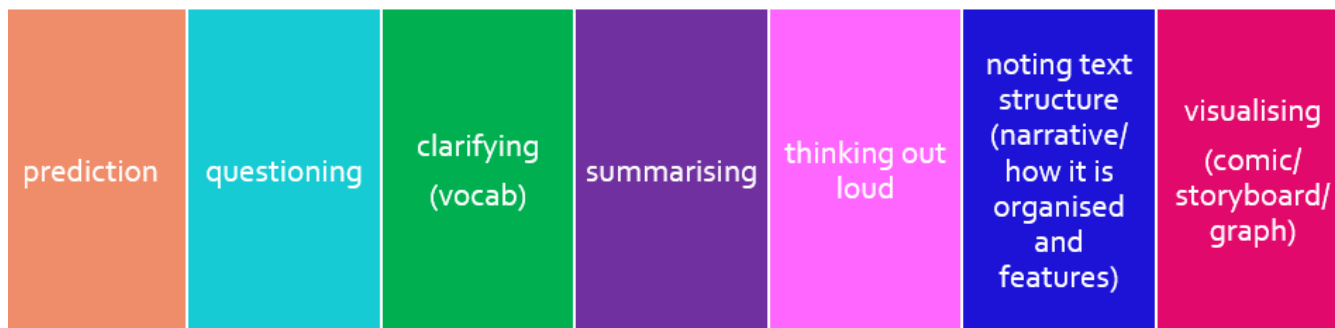 prediction
questioning
clarifying
(vocab)
summarising
thinking out
loud
noting text
structure
(narrative/
how it is
organised
and
features)
visualising
(comic/
storyboard/
graph)